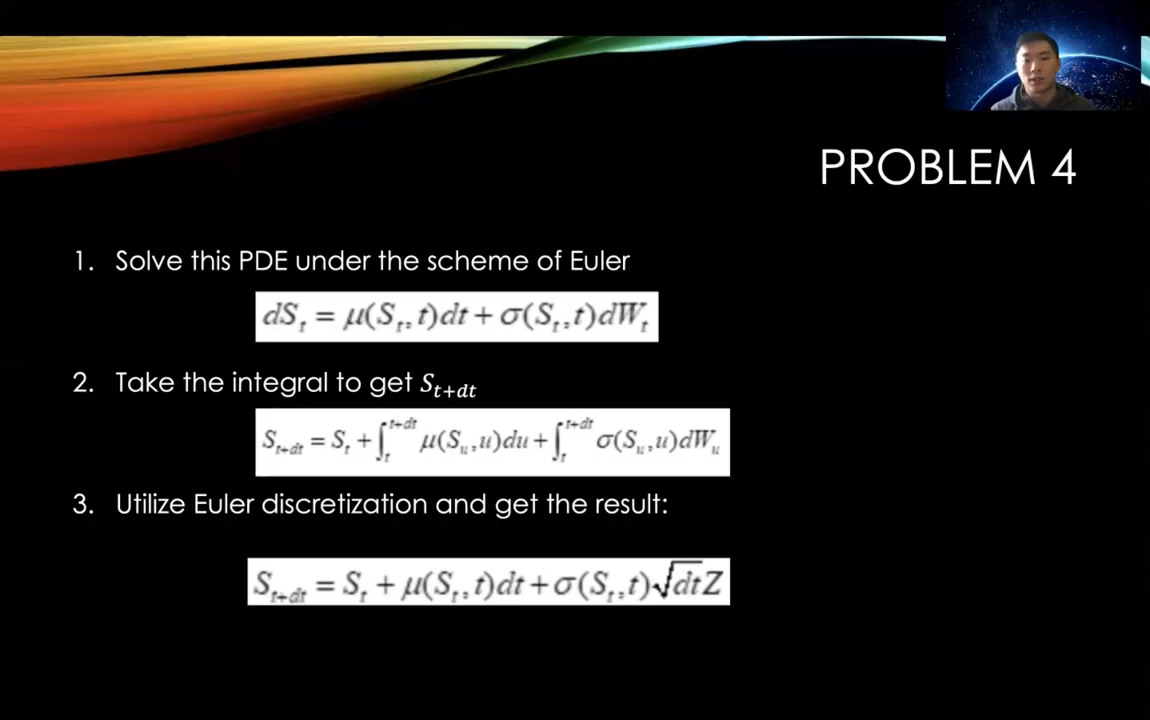 PROBLEM 4
1. Solve this PDE under the scheme of Euler
dS_t = μ(S_t, t)dt + σ(S_t, t)dW_t
2. Take the integral to get S_{t+dt}
S_{t+dt} = S_t + ∫_t^{t+dt} μ(S_u, u)du + ∫_t^{t+dt} σ(S_u, u)dW_u
3. Utilize Euler discretization and get the result:
S_{t+dt} = S_t + μ(S_t, t)dt + σ(S_t, t)√dt Z